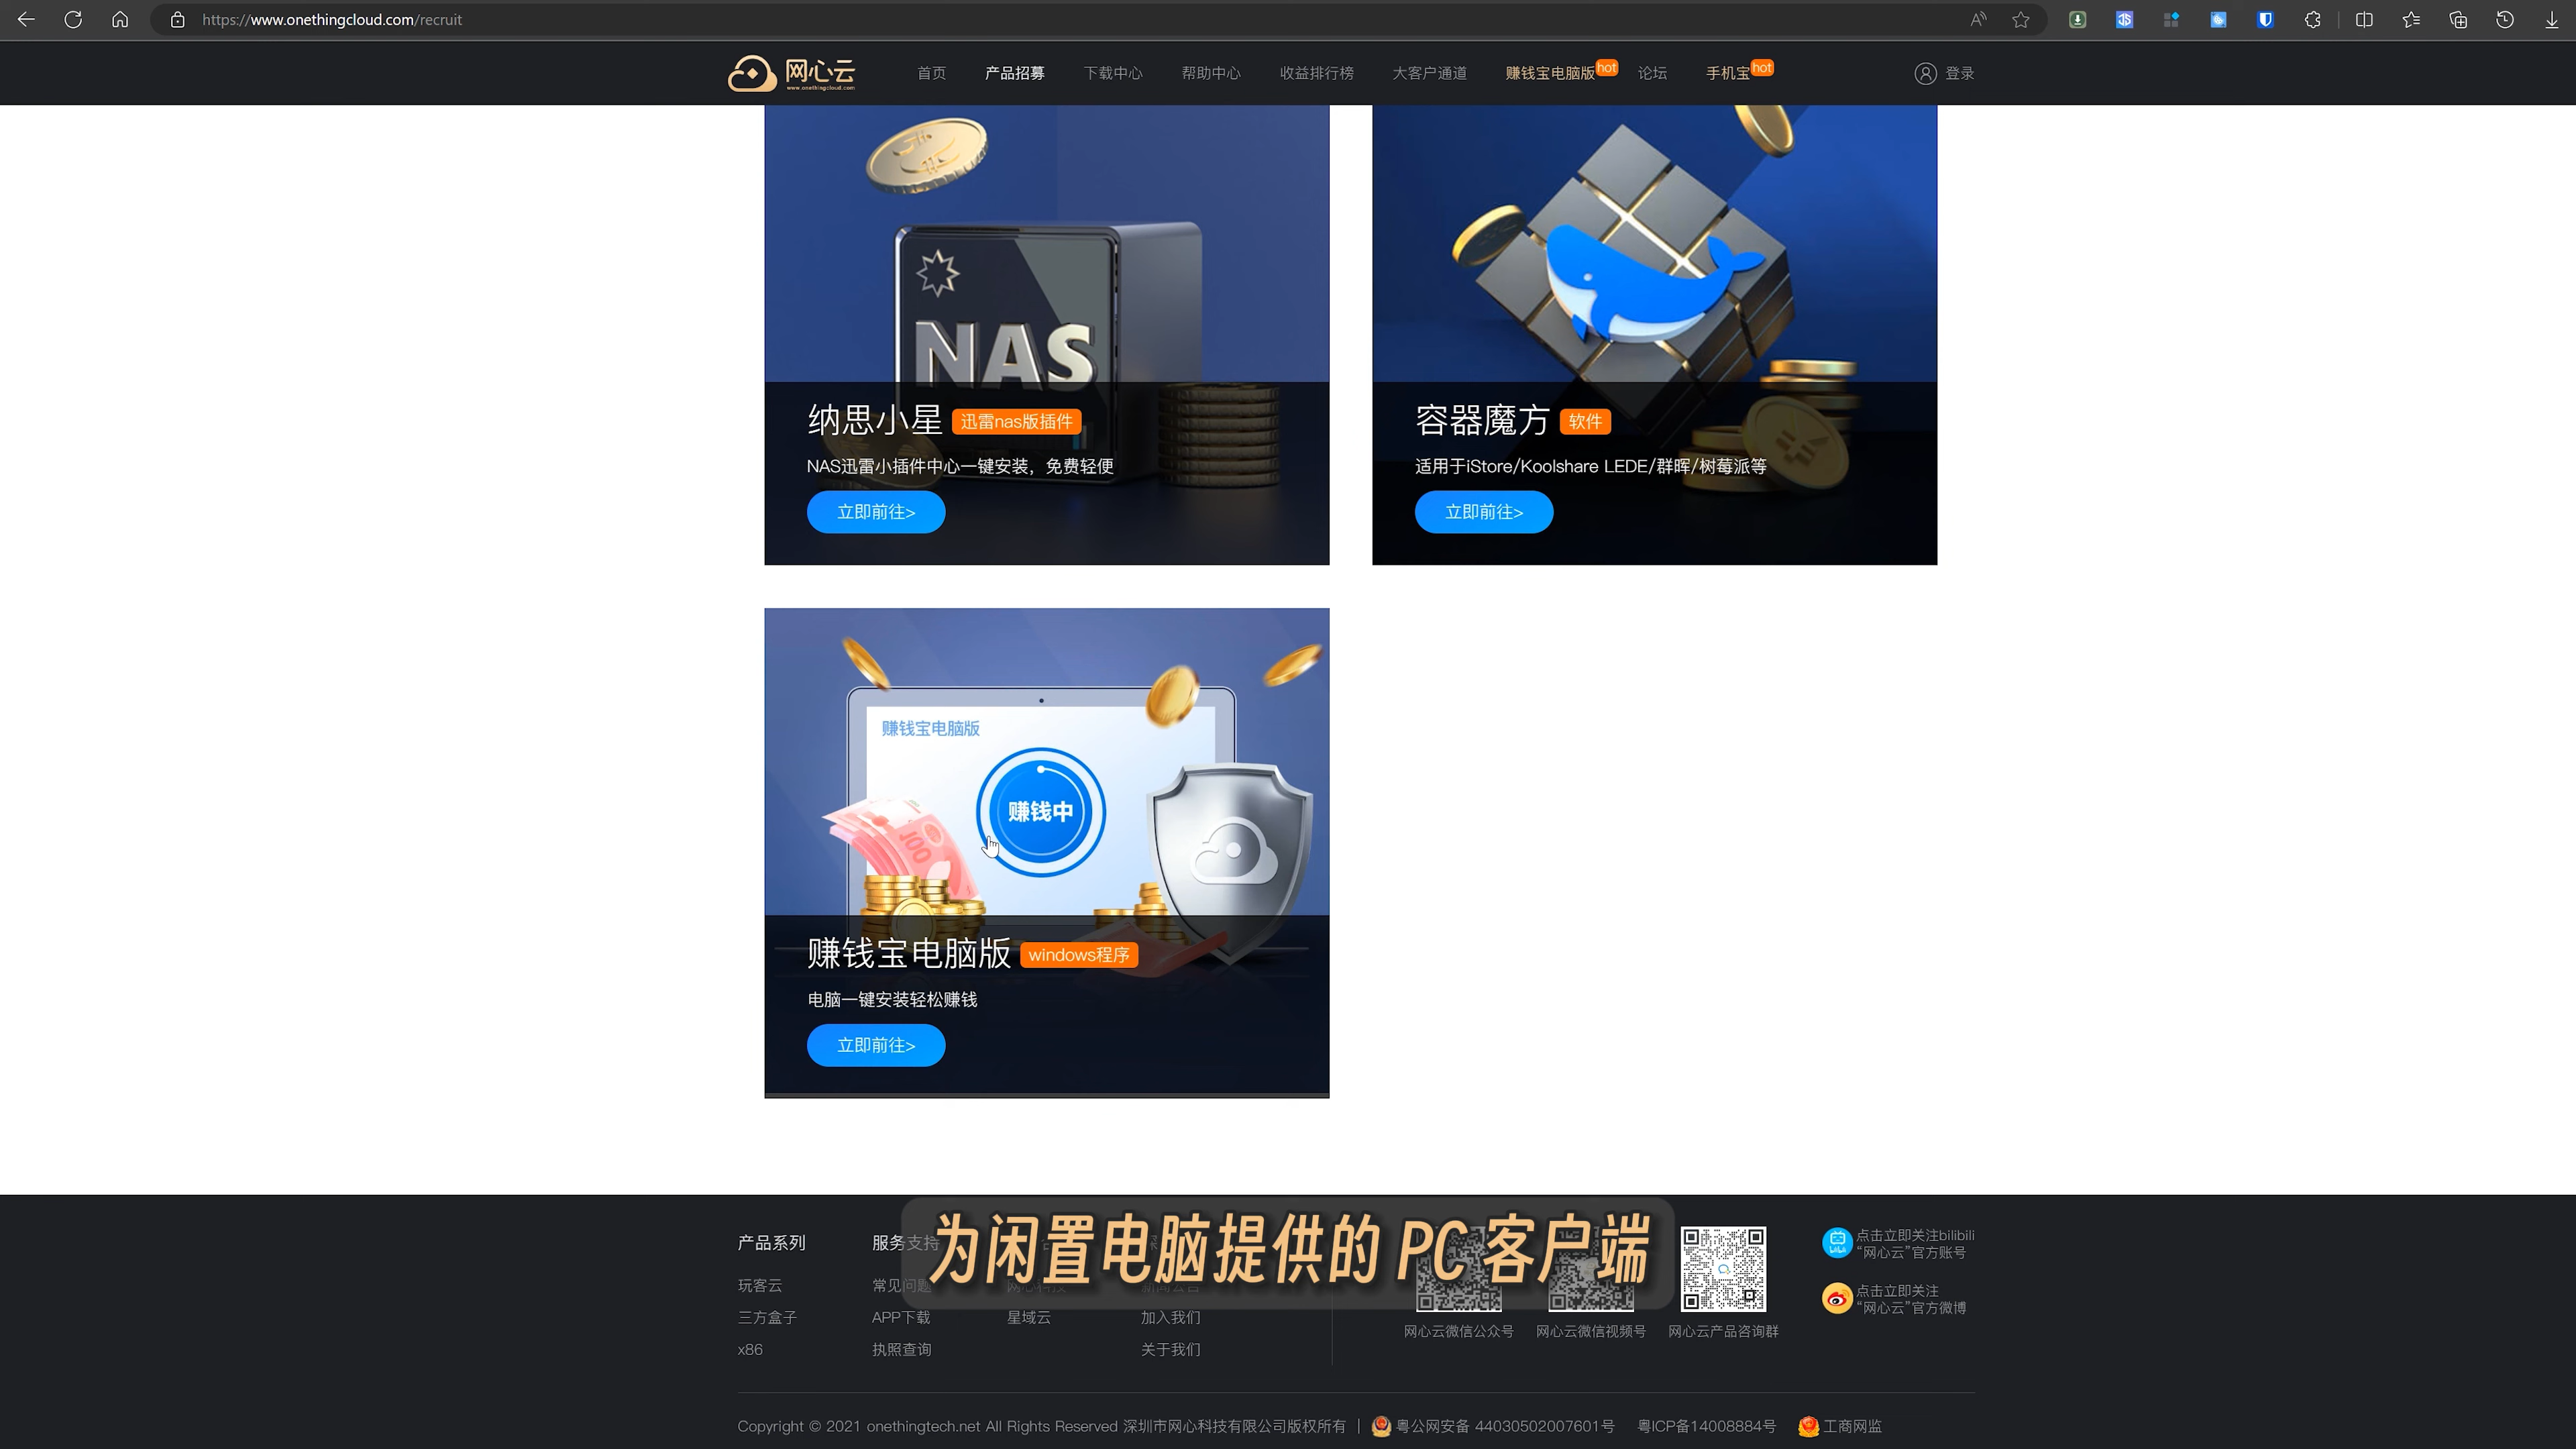 https://www.onethingcloud.com/recruit
网心云
www.onethingcloud.com
首页
产品招募
下载中心
帮助中心
收益排行榜
大客户通道
赚钱宝电脑版
hot
论坛
手机宝
hot
登录
NAS
纳思小星
迅雷nas版插件
NAS迅雷小插件中心一键安装，免费轻便
立即前往>
容器魔方
软件
适用于iStore/Koolshare LEDE/群晖/树莓派等
立即前往>
赚钱宝电脑版
赚钱中
100
赚钱宝电脑版
windows程序
电脑一键安装轻松赚钱
立即前往>
为闲置电脑提供的 PC 客户端
产品系列
玩客云
三方盒子
x86
服务支持
常见问题
APP下载
执照查询
星域云
加入我们
关于我们
网心云微信公众号
网心云微信视频号
网心云产品咨询群
点击立即关注bilibili
“网心云”官方账号
点击立即关注
“网心云”官方微博
Copyright © 2021 onethingtech.net All Rights Reserved 深圳市网心科技有限公司版权所有 | 粤公网安备 44030502007601号 粤ICP备14008884号 工商网监